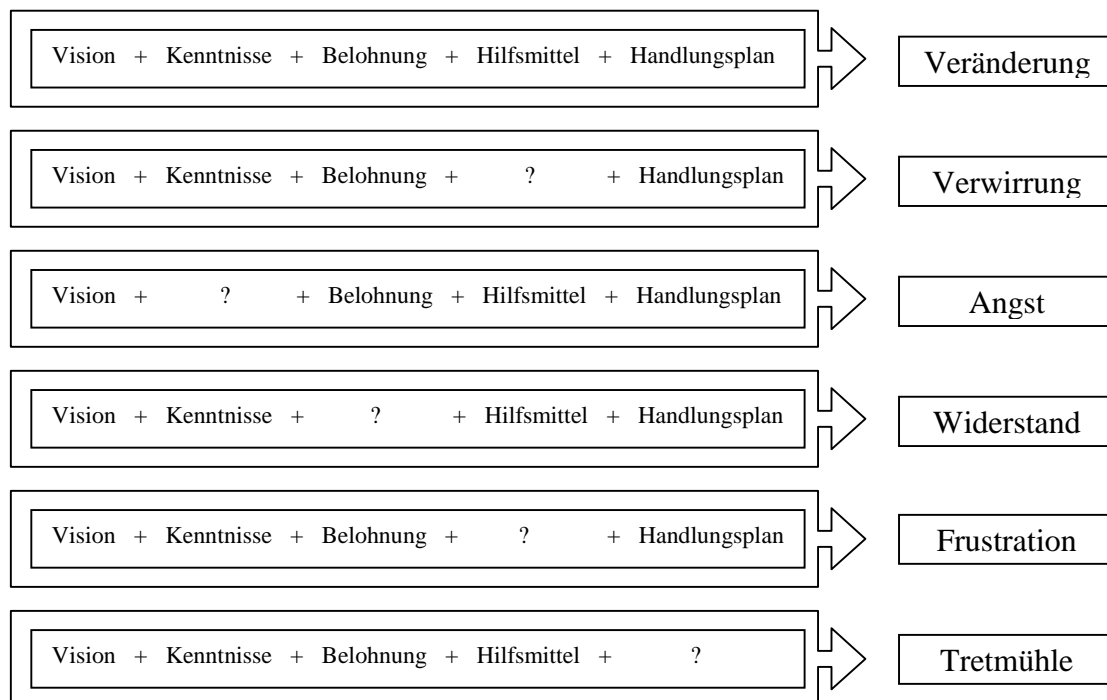 Vision + Kenntnisse + Belohnung + Hilfsmittel + Handlungsplan
Veränderung
Vision + Kenntnisse + Belohnung + ? + Handlungsplan
Verwirrung
Vision + ? + Belohnung + Hilfsmittel + Handlungsplan
Angst
Vision + Kenntnisse + ? + Hilfsmittel + Handlungsplan
Widerstand
Vision + Kenntnisse + Belohnung + ? + Handlungsplan
Frustration
Vision + Kenntnisse + Belohnung + Hilfsmittel + ?
Tretmühle